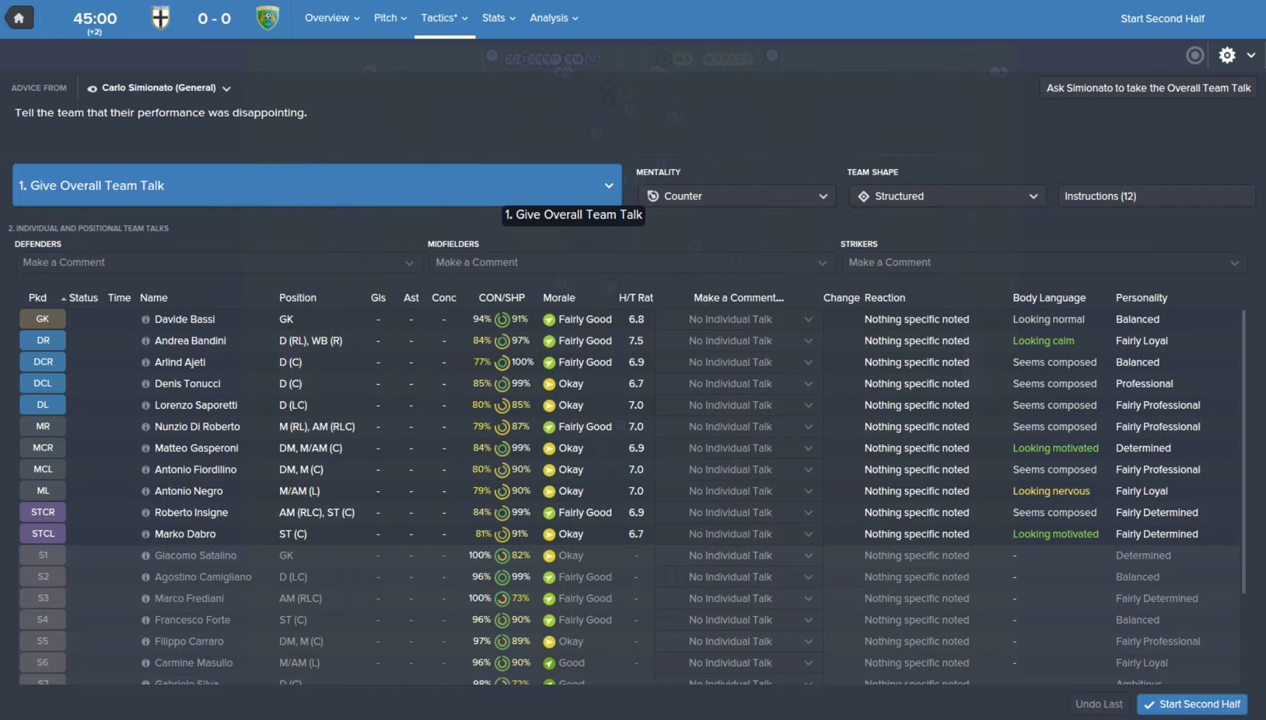 45:00
(+2)
0 - 0
Overview
Pitch
Tactics*
Stats
Analysis
Start Second Half
ADVICE FROM
Carlo Simionato (General)
Ask Simionato to take the Overall Team Talk
Tell the team that their performance was disappointing.
1. Give Overall Team Talk
MENTALITY
Counter
TEAM SHAPE
Structured
Instructions (12)
1. Give Overall Team Talk
2. INDIVIDUAL AND POSITIONAL TEAM TALKS
DEFENDERS
MIDFIELDERS
STRIKERS
Make a Comment
Make a Comment
Make a Comment
Pkd Status Time Name Position Gls Ast Conc CON/SHP Morale H/T Rat Make a Comment... Change Reaction Body Language Personality
GK Davide Bassi GK - - - 94% 91% Fairly Good 6.8 No Individual Talk Nothing specific noted Looking normal Balanced
DR Andrea Bandini D (RL), WB (R) - - - 84% 97% Fairly Good 7.5 No Individual Talk Nothing specific noted Looking calm Fairly Loyal
DCR Arlind Ajeti D (C) - - - 77% 100% Fairly Good 6.9 No Individual Talk Nothing specific noted Seems composed Balanced
DCL Denis Tonucci D (C) - - - 85% 99% Okay 6.7 No Individual Talk Nothing specific noted Seems composed Professional
DL Lorenzo Saporetti D (LC) - - - 80% 85% Okay 7.0 No Individual Talk Nothing specific noted Seems composed Fairly Professional
MR Nunzio Di Roberto M (RL), AM (RLC) - - - 79% 87% Fairly Good 7.0 No Individual Talk Nothing specific noted Seems composed Fairly Professional
MCR Matteo Gasperoni DM, M/AM (C) - - - 84% 99% Okay 6.9 No Individual Talk Nothing specific noted Looking motivated Determined
MCL Antonio Fiordilino DM, M (C) - - - 80% 90% Okay 7.0 No Individual Talk Nothing specific noted Seems composed Fairly Professional
ML Antonio Negro M/AM (L) - - - 79% 90% Okay 7.0 No Individual Talk Nothing specific noted Looking nervous Fairly Loyal
STCR Roberto Insigne AM (RLC), ST (C) - - - 84% 99% Fairly Good 6.9 No Individual Talk Nothing specific noted Seems composed Fairly Determined
STCL Marko Dabro ST (C) - - - 81% 91% Okay 6.7 No Individual Talk Nothing specific noted Looking motivated Fairly Determined
S1 Giacomo Satalino GK - - - 100% 82% Okay - No Individual Talk Nothing specific noted - Determined
S2 Agostino Camigliano D (LC) - - - 96% 99% Fairly Good - No Individual Talk Nothing specific noted - Balanced
S3 Marco Frediani AM (RLC) - - - 100% 73% Fairly Good - No Individual Talk Nothing specific noted - Fairly Determined
S4 Francesco Forte ST (C) - - - 96% 90% Fairly Good - No Individual Talk Nothing specific noted - Balanced
S5 Filippo Carraro DM, M (C) - - - 97% 89% Okay - No Individual Talk Nothing specific noted - Fairly Professional
S6 Carmine Masullo M/AM (L) - - - 96% 90% Good - No Individual Talk Nothing specific noted - Fairly Loyal
S7 Gabriele Silva D (C) - - - 98% 72% Good - No Individual Talk Nothing specific noted - Ambitious
Undo Last
Start Second Half